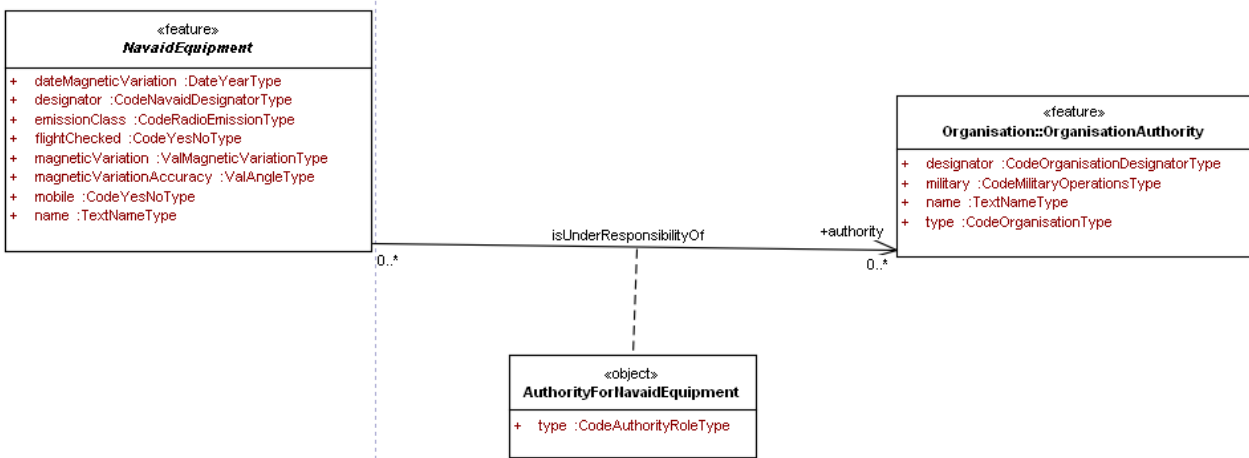 «feature»
NavaidEquipment
+ dateMagneticVariation :DateYearType
+ designator :CodeNavaidDesignatorType
+ emissionClass :CodeRadioEmissionType
+ flightChecked :CodeYesNoType
+ magneticVariation :ValMagneticVariationType
+ magneticVariationAccuracy :ValAngleType
+ mobile :CodeYesNoType
+ name :TextNameType
«feature»
Organisation::OrganisationAuthority
+ designator :CodeOrganisationDesignatorType
+ military :CodeMilitaryOperationsType
+ name :TextNameType
+ type :CodeOrganisationType
isUnderResponsibilityOf
+authority
0..*
0..*
«object»
AuthorityForNavaidEquipment
+ type :CodeAuthorityRoleType